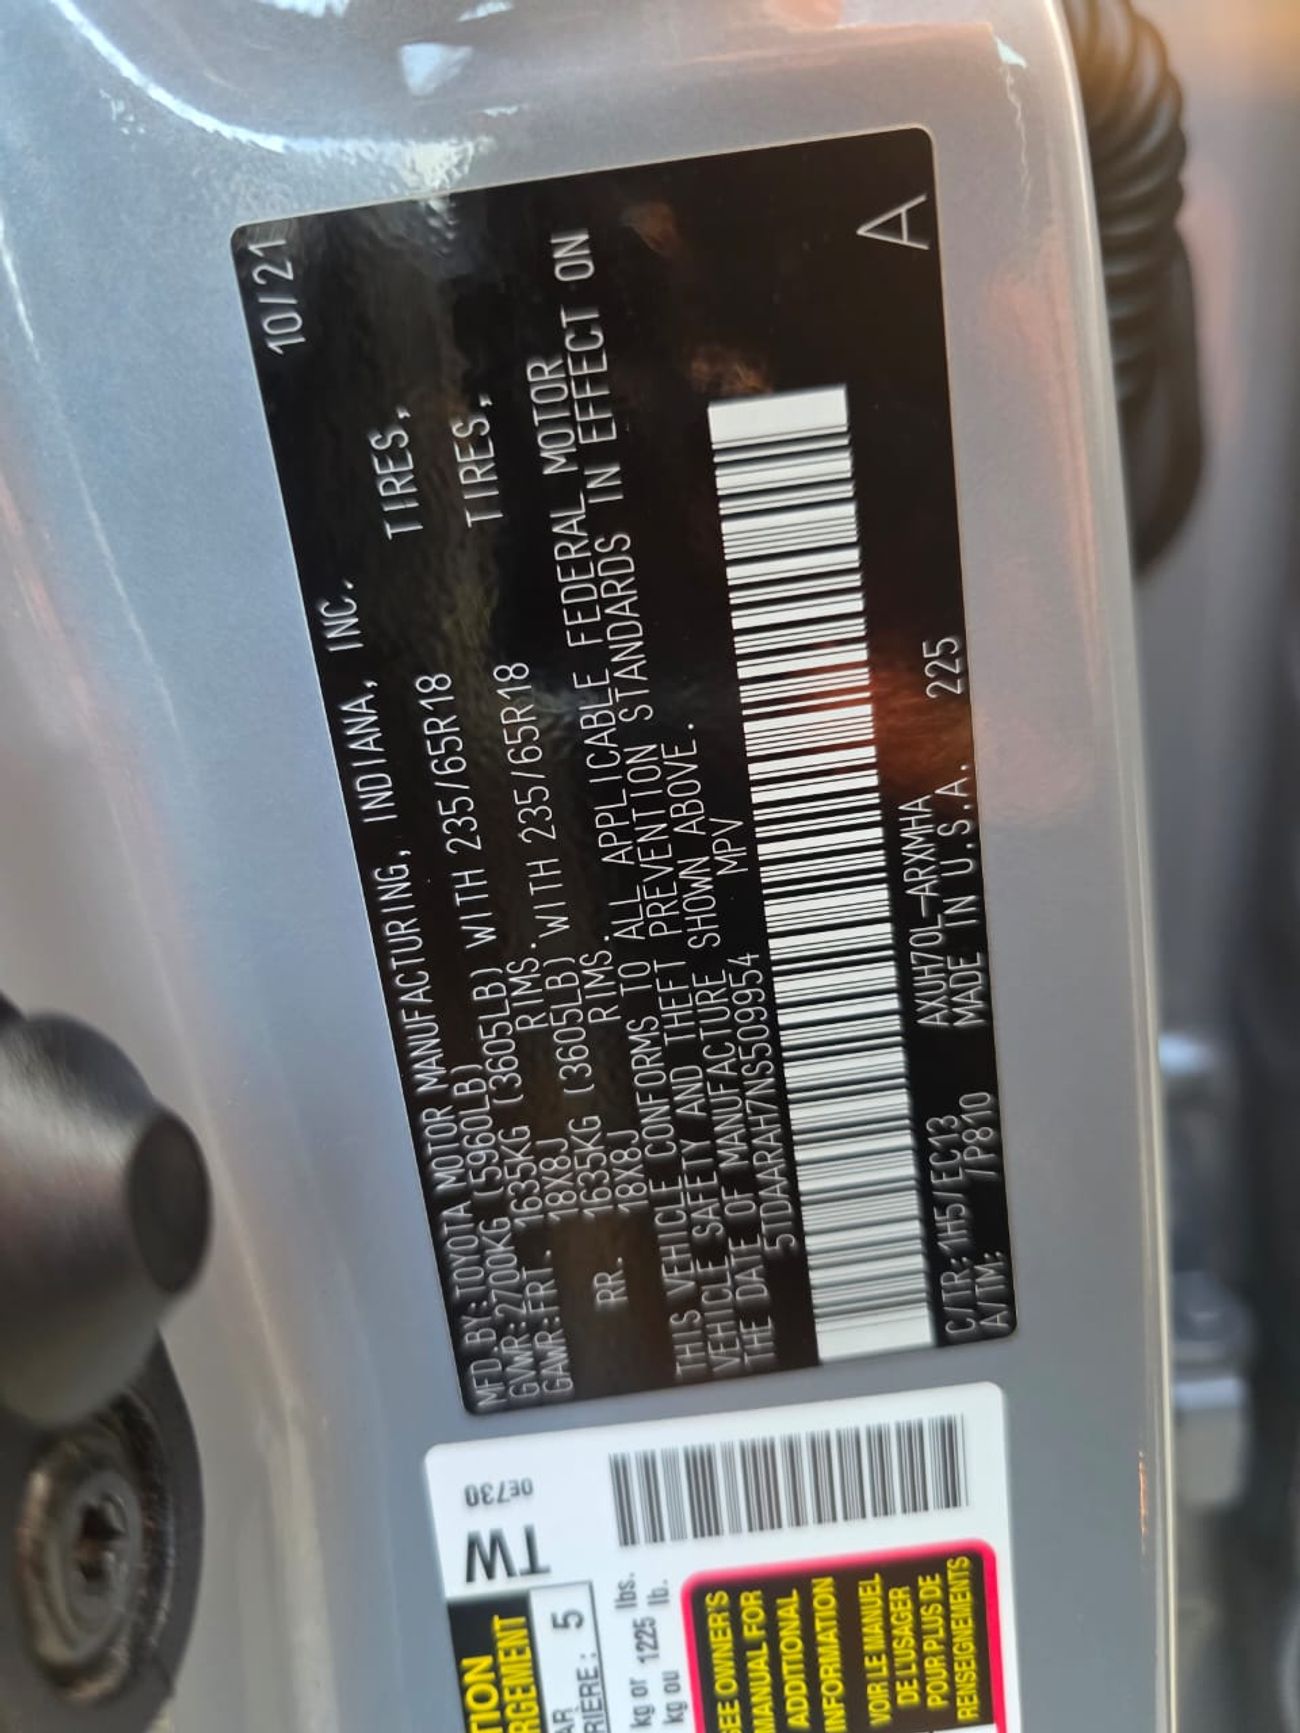 10/21
MFD.BY:TOYOTA MOTOR MANUFACTURING, INDIANA, INC.
GVWR:2700KG (5960LB)
GAWR:FRT. 1635KG (3605LB) WITH 235/65R18 TIRES,
18X8J RIMS.
RR. 1635KG (3605LB) WITH 235/65R18 TIRES,
18X8J RIMS.
THIS VEHICLE CONFORMS TO ALL APPLICABLE FEDERAL MOTOR
VEHICLE SAFETY AND THEFT PREVENTION STANDARDS IN EFFECT ON
THE DATE OF MANUFACTURE SHOWN ABOVE.
5TDAARAH7NS509954 MPV
C/TR:1H5/EC13 AXUH70L-ARXMHA
A/TM: /P810 MADE IN U.S.A. 225
A
TW
0E730
5
kg or 1225 lbs.
kg ou lb.
SEE OWNER'S
MANUAL FOR
ADDITIONAL
INFORMATION
VOIR LE MANUEL
DE L'USAGER
POUR PLUS DE
RENSEIGNEMENTS